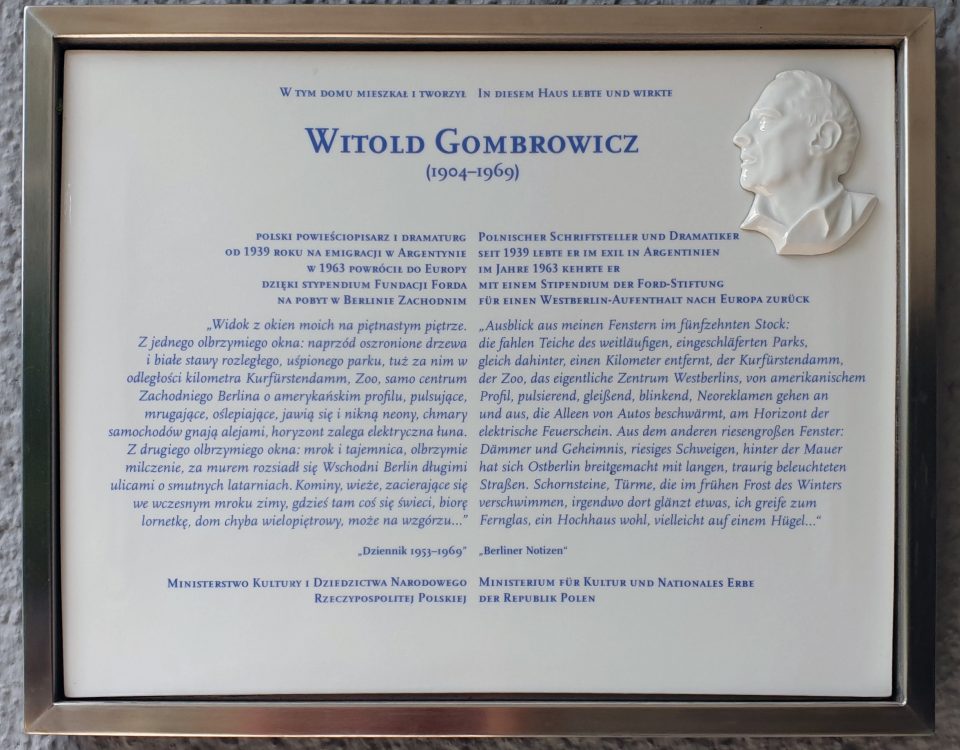 W tym domu mieszkał i tworzył
In diesem Haus lebte und wirkte
Witold Gombrowicz
(1904–1969)
polski powieściopisarz i dramaturg
od 1939 roku na emigracji w Argentynie
w 1963 powrócił do Europy
dzięki stypendium Fundacji Forda
na pobyt w Berlinie Zachodnim
„Widok z okien moich na piętnastym piętrze.
Z jednego olbrzymiego okna: naprzód oszronione drzewa
i białe stawy rozległego, uśpionego parku, tuż za nim w
odległości kilometra Kurfürstendamm, Zoo, samo centrum
Zachodniego Berlina o amerykańskim profilu, pulsujące,
mrugające, oślepiające, jawią się i nikną neony, chmary
samochodów gnają alejami, horyzont zalega elektryczna łuna.
Z drugiego olbrzymiego okna: mrok i tajemnica, olbrzymie
milczenie, za murem rozsiadł się Wschodni Berlin długimi
ulicami o smutnych latarniach. Kominy, wieże, zacierające się
we wczesnym mroku zimy, gdzieś tam coś się świeci, biorę
lornetkę, dom chyba wielopiętrowy, może na wzgórzu...”
„Dziennik 1953–1969”
Ministerstwo Kultury i Dziedzictwa Narodowego
Rzeczypospolitej Polskiej
Polnischer Schriftsteller und Dramatiker
seit 1939 lebte er im Exil in Argentinien
im Jahre 1963 kehrte er
mit einem Stipendium der Ford-Stiftung
für einen Westberlin-Aufenthalt nach Europa zurück
„Ausblick aus meinen Fenstern im fünfzehnten Stock:
die fahlen Teiche des weitläufigen, eingeschläferten Parks,
gleich dahinter, einen Kilometer entfernt, der Kurfürstendamm,
der Zoo, das eigentliche Zentrum Westberlins, von amerikanischem
Profil, pulsierend, gleißend, blinkend, Neoreklamen gehen an
und aus, die Alleen von Autos beschwärmt, am Horizont der
elektrische Feuerschein. Aus dem anderen riesengroßen Fenster:
Dämmer und Geheimnis, riesiges Schweigen, hinter der Mauer
hat sich Ostberlin breitgemacht mit langen, traurig beleuchteten
Straßen. Schornsteine, Türme, die im frühen Frost des Winters
verschwimmen, irgendwo dort glänzt etwas, ich greife zum
Fernglas, ein Hochhaus wohl, vielleicht auf einem Hügel...“
„Berliner Notizen“
Ministerium für Kultur und Nationales Erbe
der Republik Polen